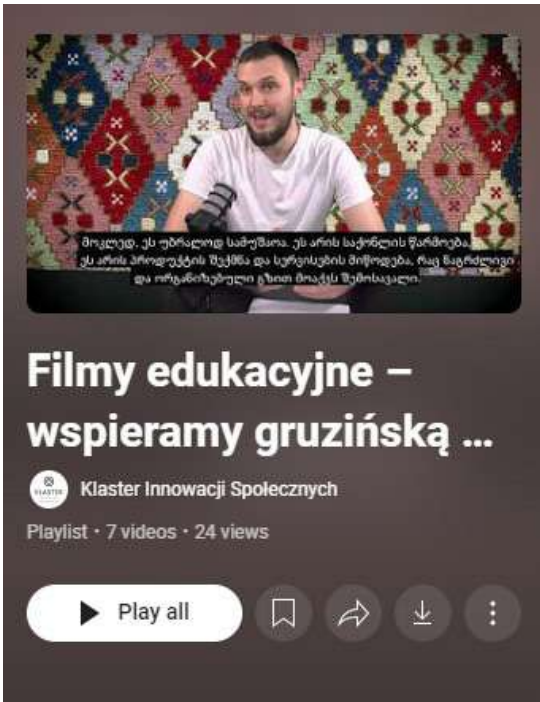 მოკლედ, ეს უბრალოდ სამუშაოა. ეს არის საქონლის წარმოება,
ეს არის პროდუქტის შექმნა და სერვისების მიწოდება, რაც ხაგრძლივი
და ორგანიზებული გზით მოაქვს შემოსავალი.
Filmy edukacyjne –
wspieramy gruzińską ...
KLASTER
Klaster Innowacji Społecznych
Playlist • 7 videos • 24 views
Play all